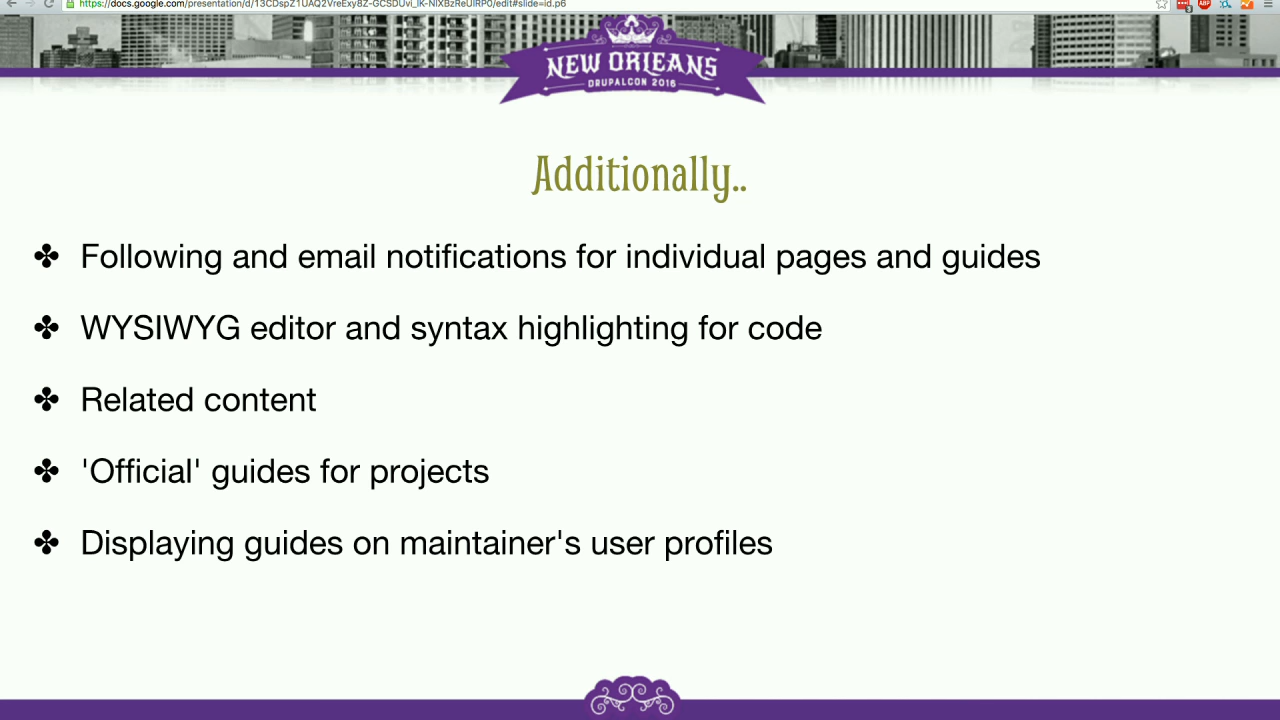 NEW ORLEANS
DRUPALCON 2016
Additionally..
Following and email notifications for individual pages and guides
WYSIWYG editor and syntax highlighting for code
Related content
'Official' guides for projects
Displaying guides on maintainer's user profiles